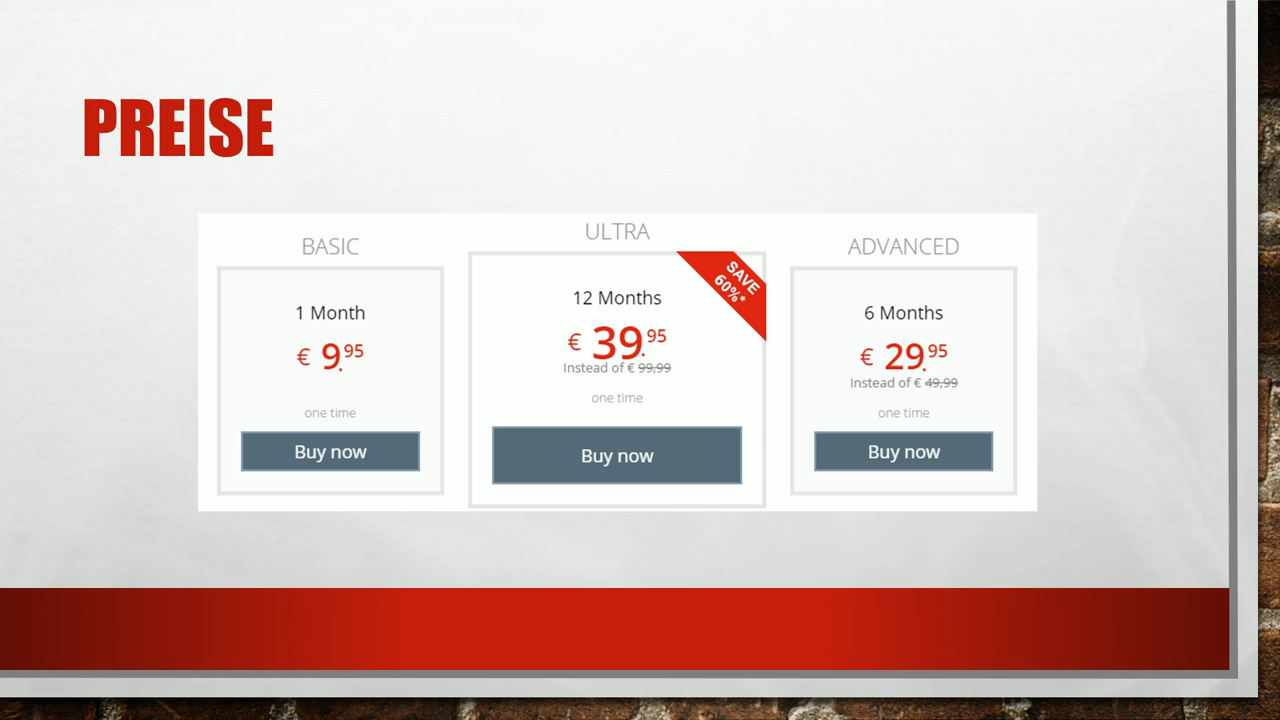 PREISE
BASIC
1 Month
€ 9.95
one time
Buy now
ULTRA
SAVE
60%*
12 Months
€ 39.95
Instead of € 99,99
one time
Buy now
ADVANCED
6 Months
€ 29.95
Instead of € 49,99
one time
Buy now